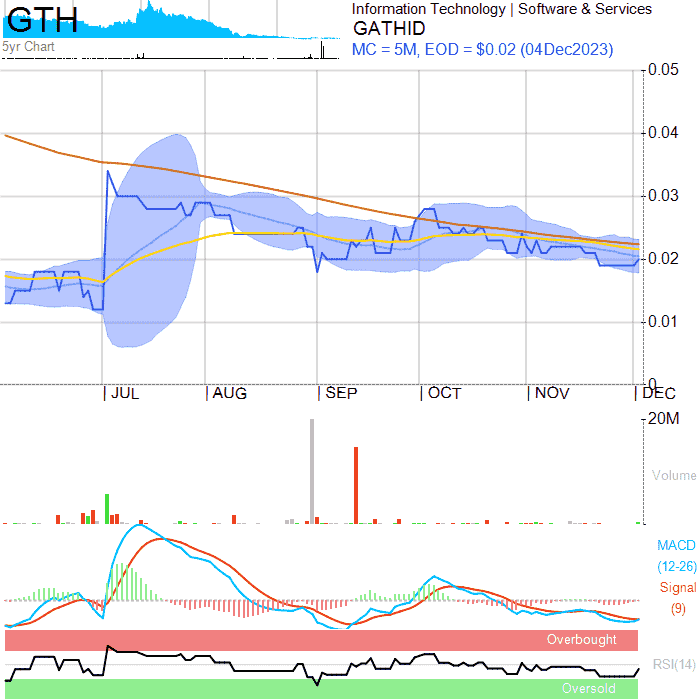 GTH
5yr Chart
Information Technology | Software & Services
GATHID
MC = 5M, EOD = $0.02 (04Dec2023)
0.05
0.04
0.03
0.02
0.01
0
JUL AUG SEP OCT NOV DEC
20M
Volume
MACD
(12-26)
Signal
(9)
Overbought
RSI(14)
Oversold